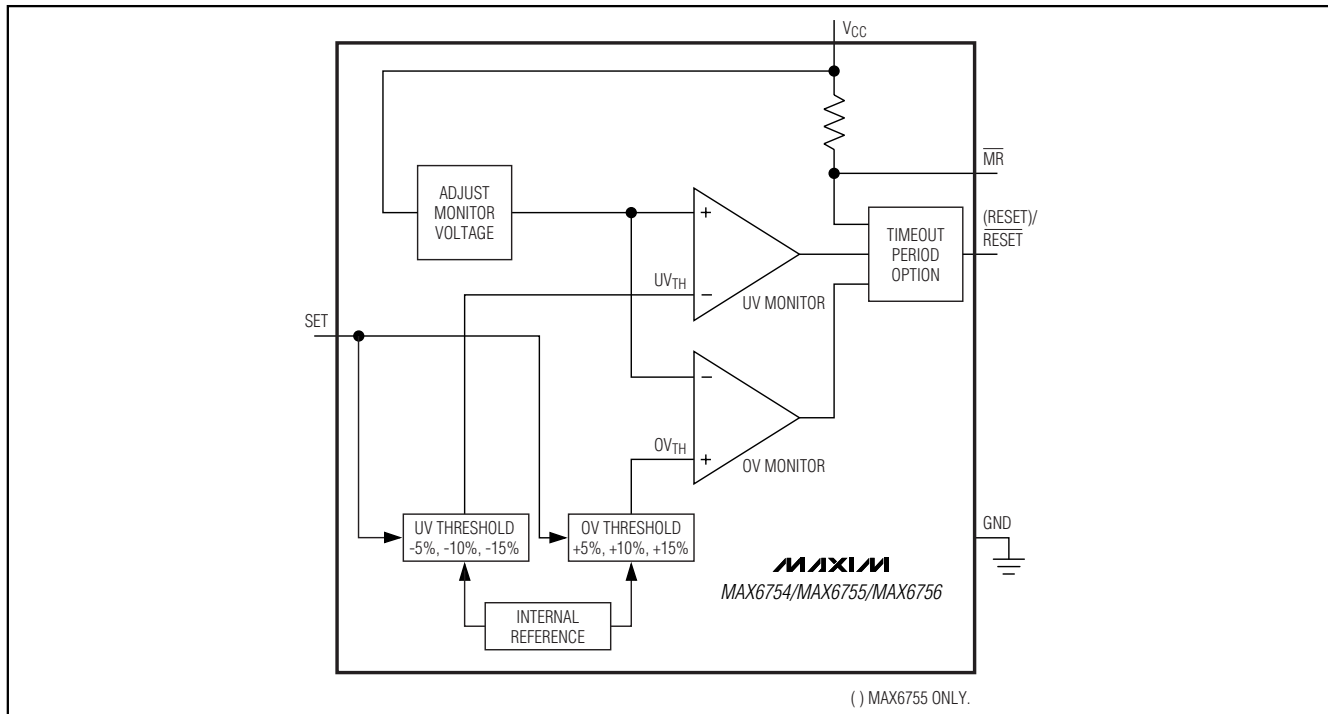 VCC
MR
ADJUST
MONITOR
VOLTAGE
+
(RESET)/
RESET
TIMEOUT
PERIOD
OPTION
UVTH
−
UV MONITOR
SET
−
OVTH
+
OV MONITOR
UV THRESHOLD
-5%, -10%, -15%
OV THRESHOLD
+5%, +10%, +15%
GND
MAXIM
MAX6754/MAX6755/MAX6756
INTERNAL
REFERENCE
( ) MAX6755 ONLY.